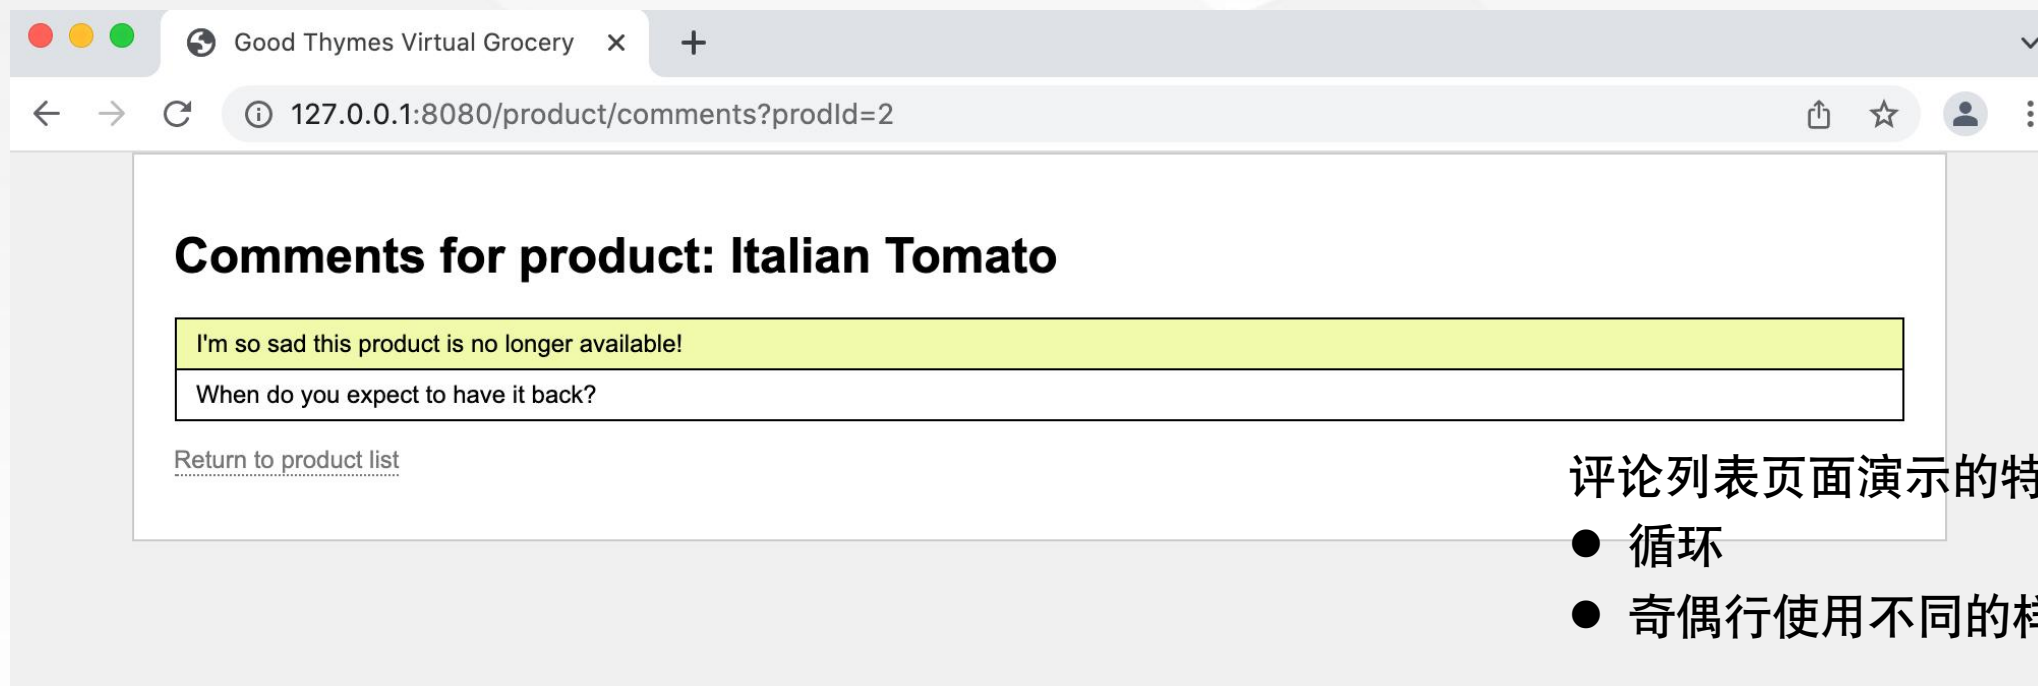 Good Thymes Virtual Grocery
127.0.0.1:8080/product/comments?prodId=2
Comments for product: Italian Tomato
I'm so sad this product is no longer available!
When do you expect to have it back?
Return to product list
评论列表页面演示的特
● 循环
● 奇偶行使用不同的